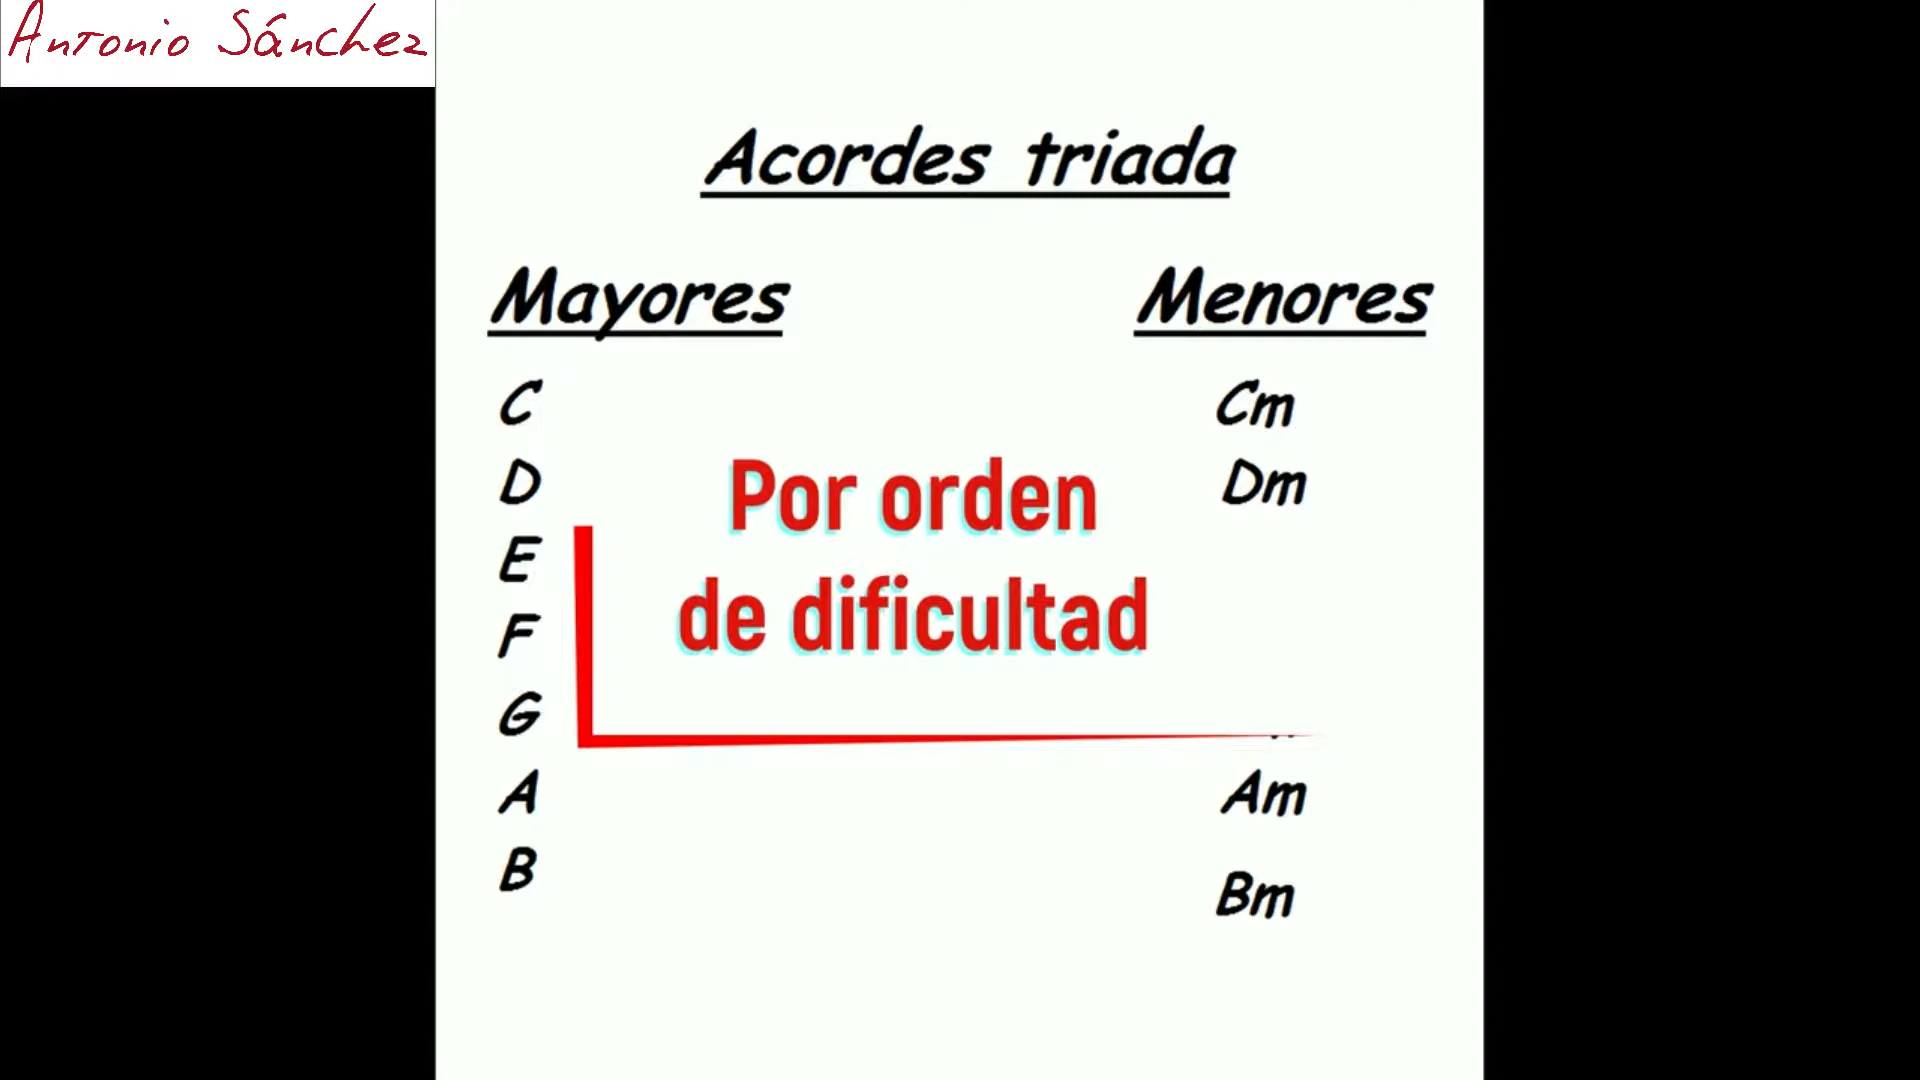 Antonio Sánchez
Acordes triada
Mayores
Menores
C
Cm
D
Dm
Por orden
de dificultad
E
F
G
A
Am
B
Bm